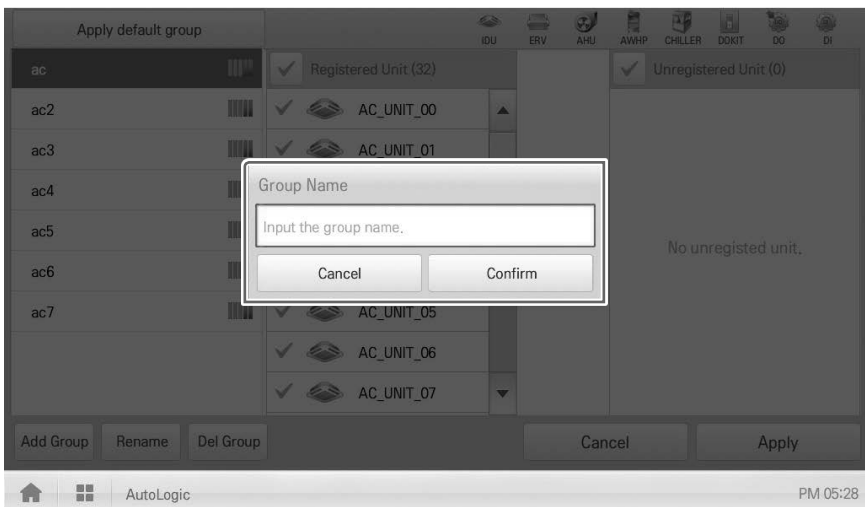 Apply default group
IDU ERV AHU AWHP CHILLER DOKIT DO DI
ac
Registered Unit (32)
Unregistered Unit (0)
ac2
AC_UNIT_00
ac3
AC_UNIT_01
Group Name
ac4
Input the group name.
ac5
No unregisted unit.
Cancel Confirm
ac6
ac7
AC_UNIT_05
AC_UNIT_06
AC_UNIT_07
Add Group Rename Del Group
Cancel Apply
AutoLogic
PM 05:28